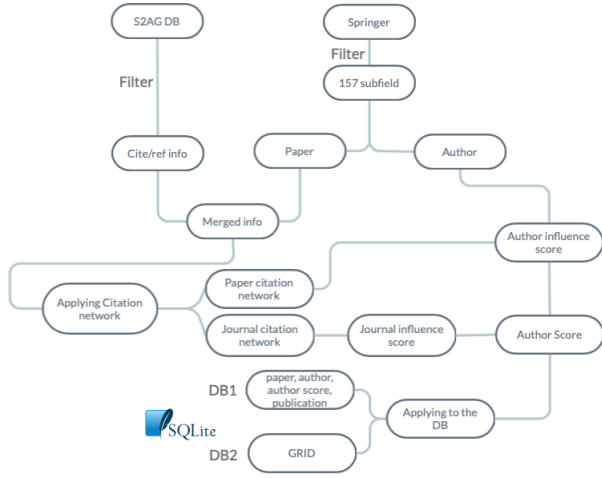 S2AG DB
Springer
Filter
Filter
157 subfield
Cite/ref info
Paper
Author
Merged info
Author influence
score
Paper citation
network
Applying Citation
network
Journal citation
network
Journal influence
score
Author Score
DB1
paper, author,
author score,
publication
Applying to the
DB
SQLite
DB2
GRID